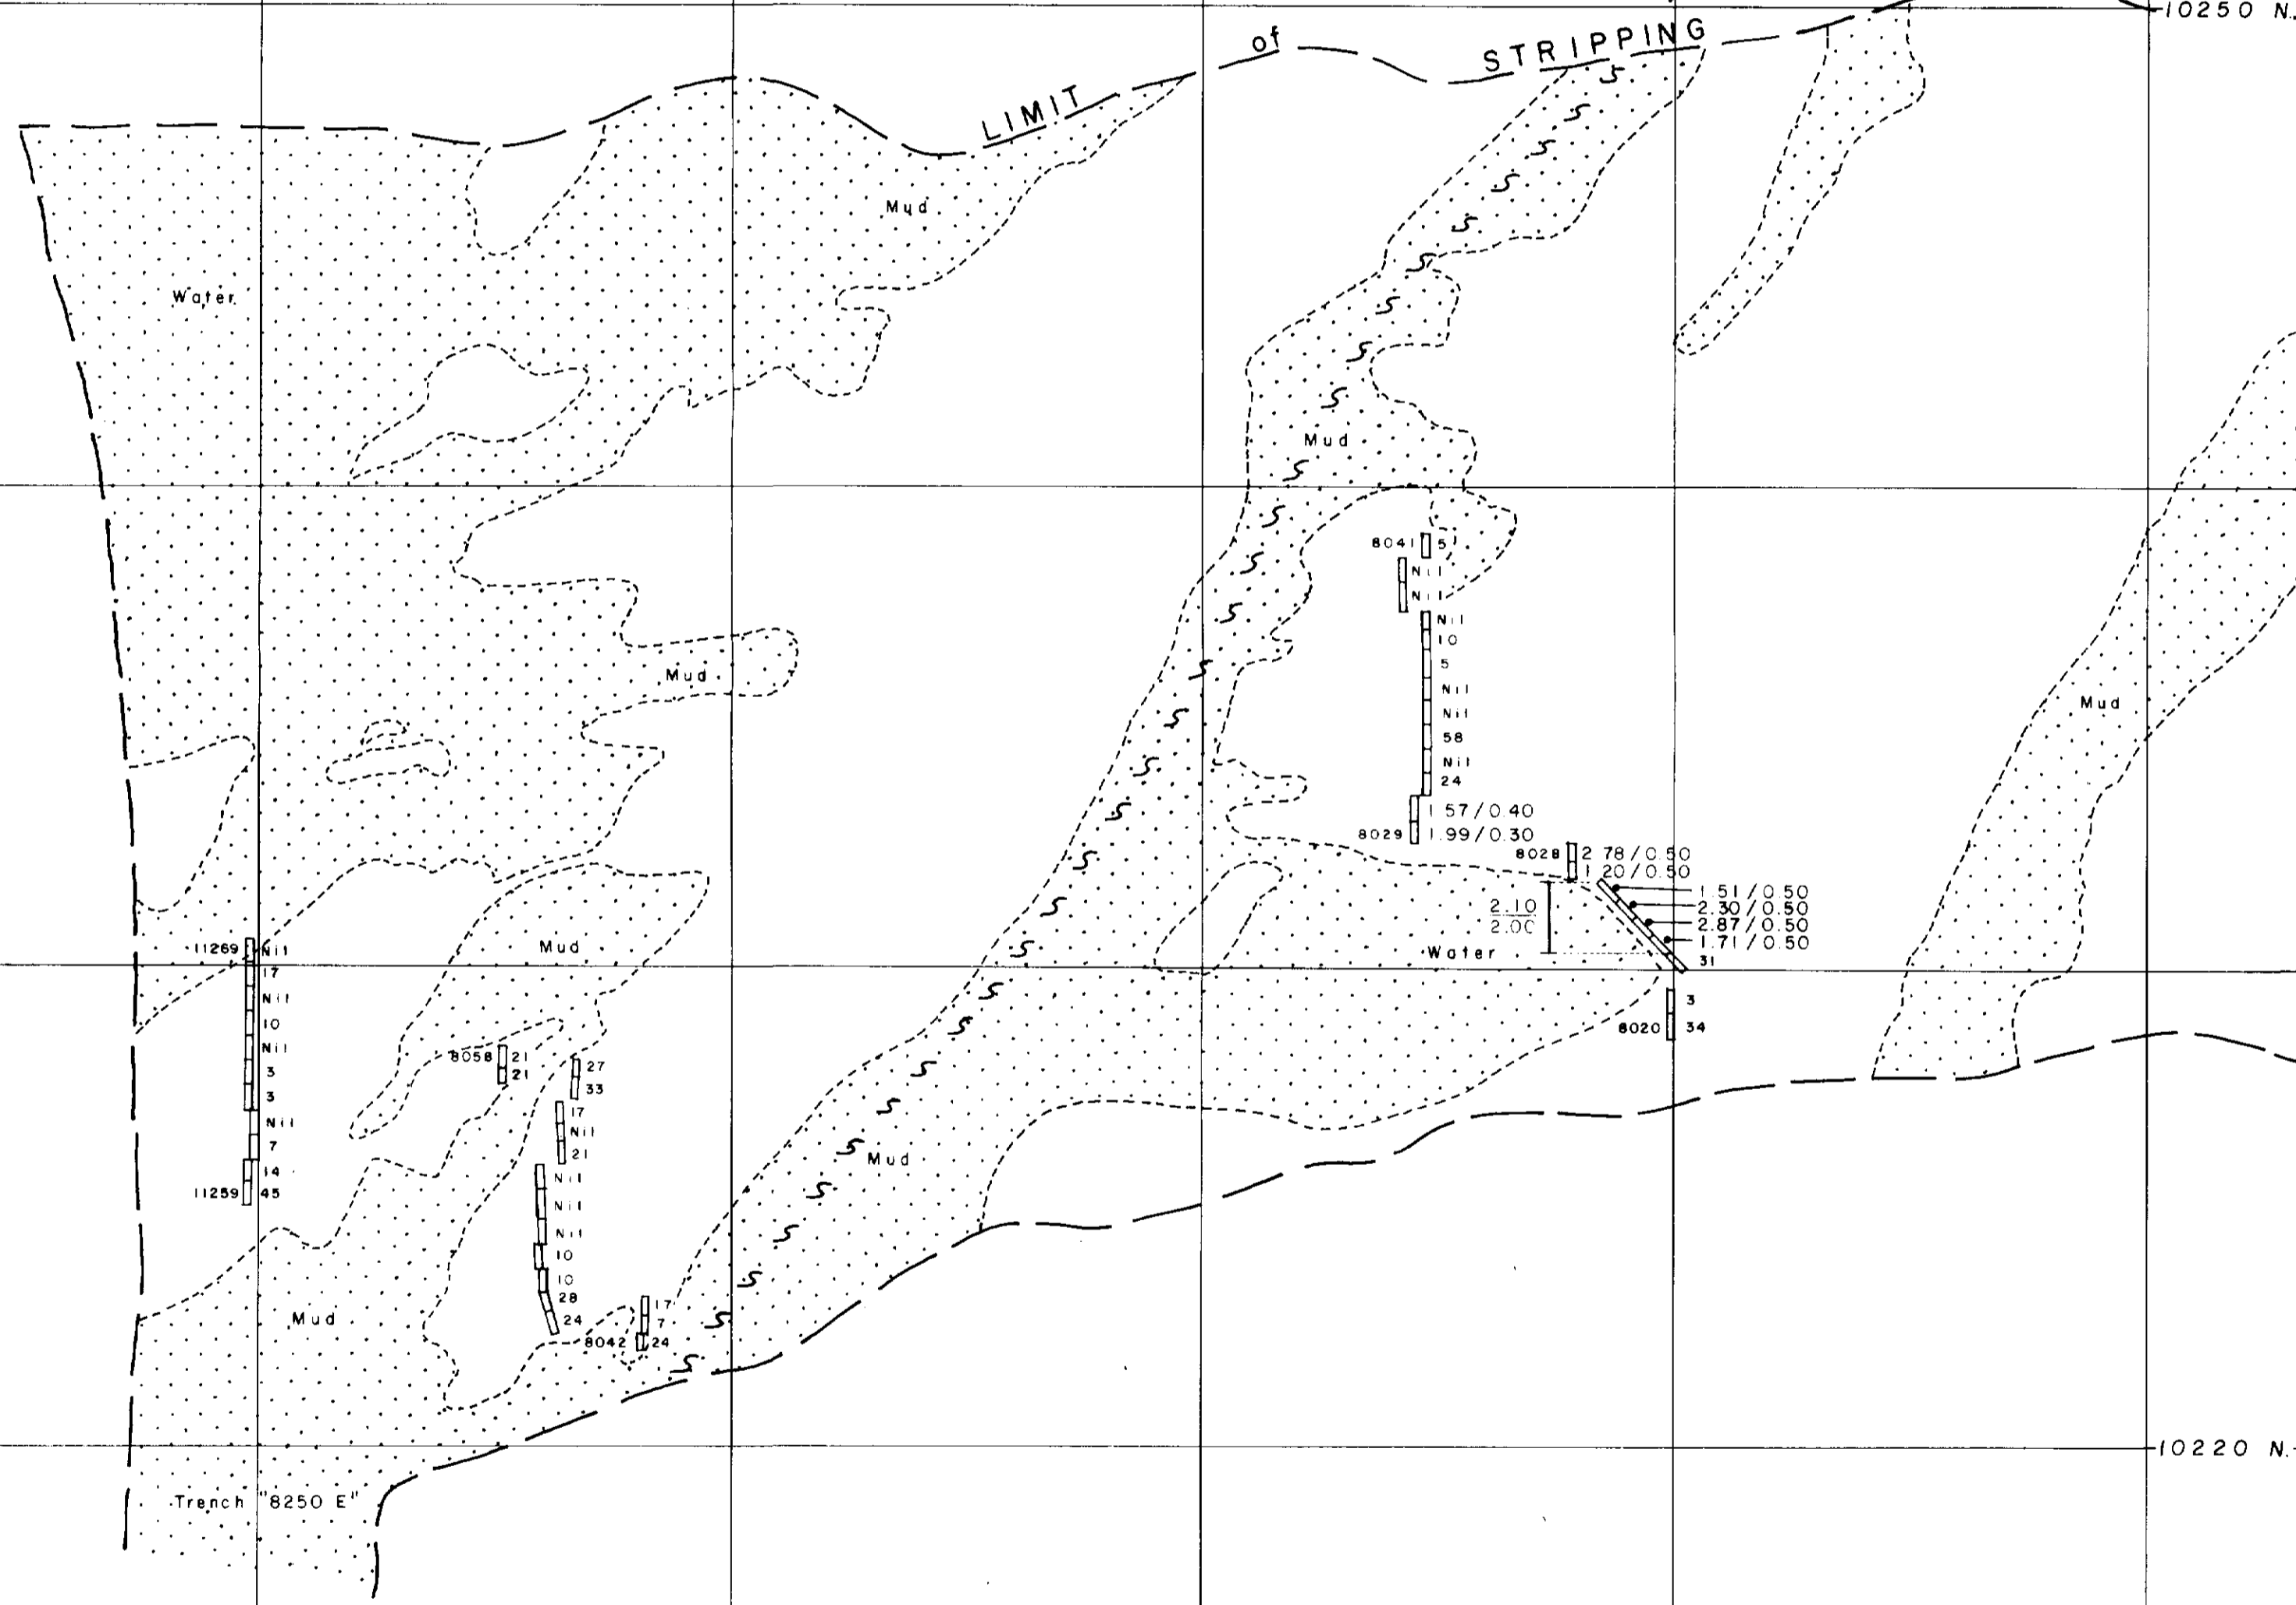 10250 N.
LIMIT of STRIPPING
Mud
Water
Mud
8041 5
Nil
Nil
Nil
10
5
Nil
Nil
58
Nil
24
1.57/0.40
8029 1.99/0.30
Mud
Mud
8028 2.78/0.50
1.20/0.50
1.51/0.50
2.30/0.50
2.87/0.50
1.71/0.50
31
2.10
2.00
Water
3
8020 34
Mud
11269 Nil
17
Nil
10
Nil
3
3
Nil
7
14
11259 45
8058 21
21
27
33
17
Nil
21
Nil
Nil
Nil
10
10
28
24
17
7
8042 24
Mud
Mud
10220 N.
Trench "8250 E"